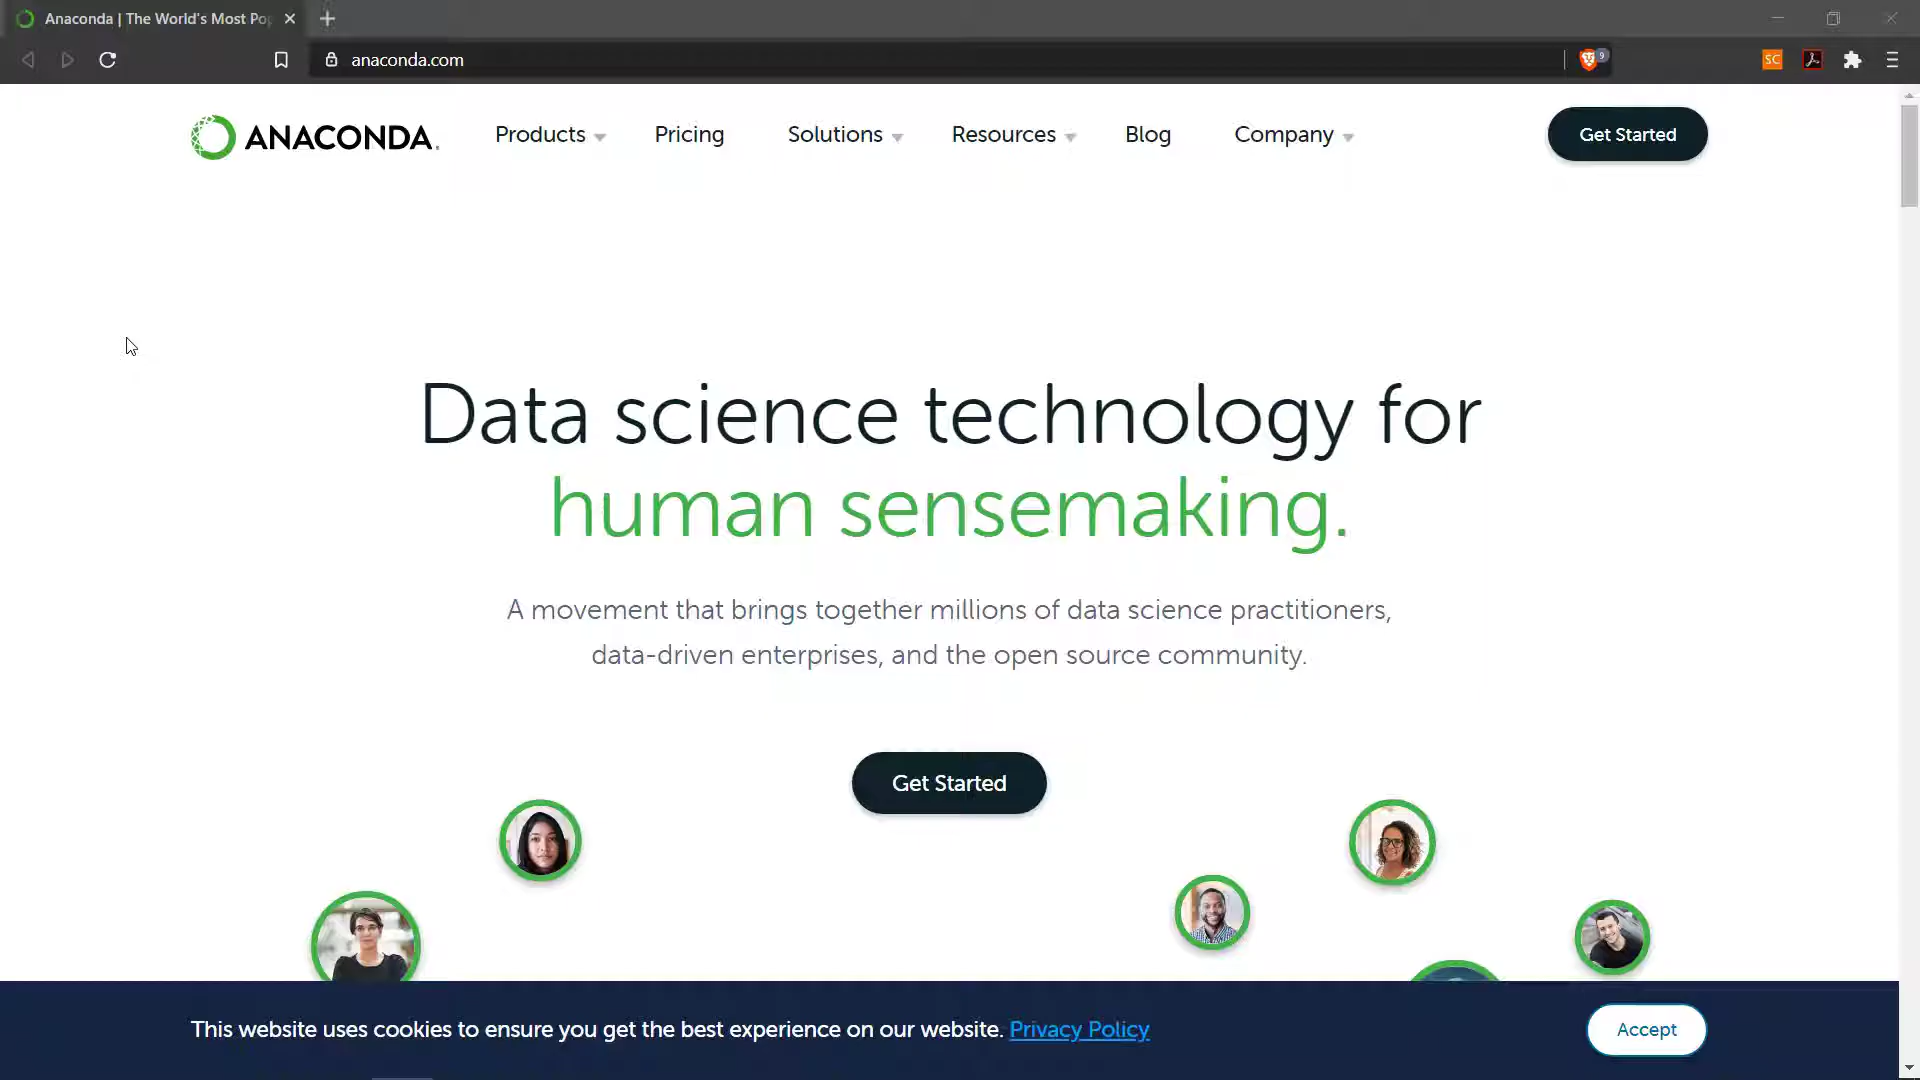 Anaconda | The World's Most Pop
anaconda.com
9
SC
ANACONDA.
Products
Pricing
Solutions
Resources
Blog
Company
Get Started
Data science technology for
human sensemaking.
A movement that brings together millions of data science practitioners,
data-driven enterprises, and the open source community.
Get Started
This website uses cookies to ensure you get the best experience on our website. Privacy Policy
Accept